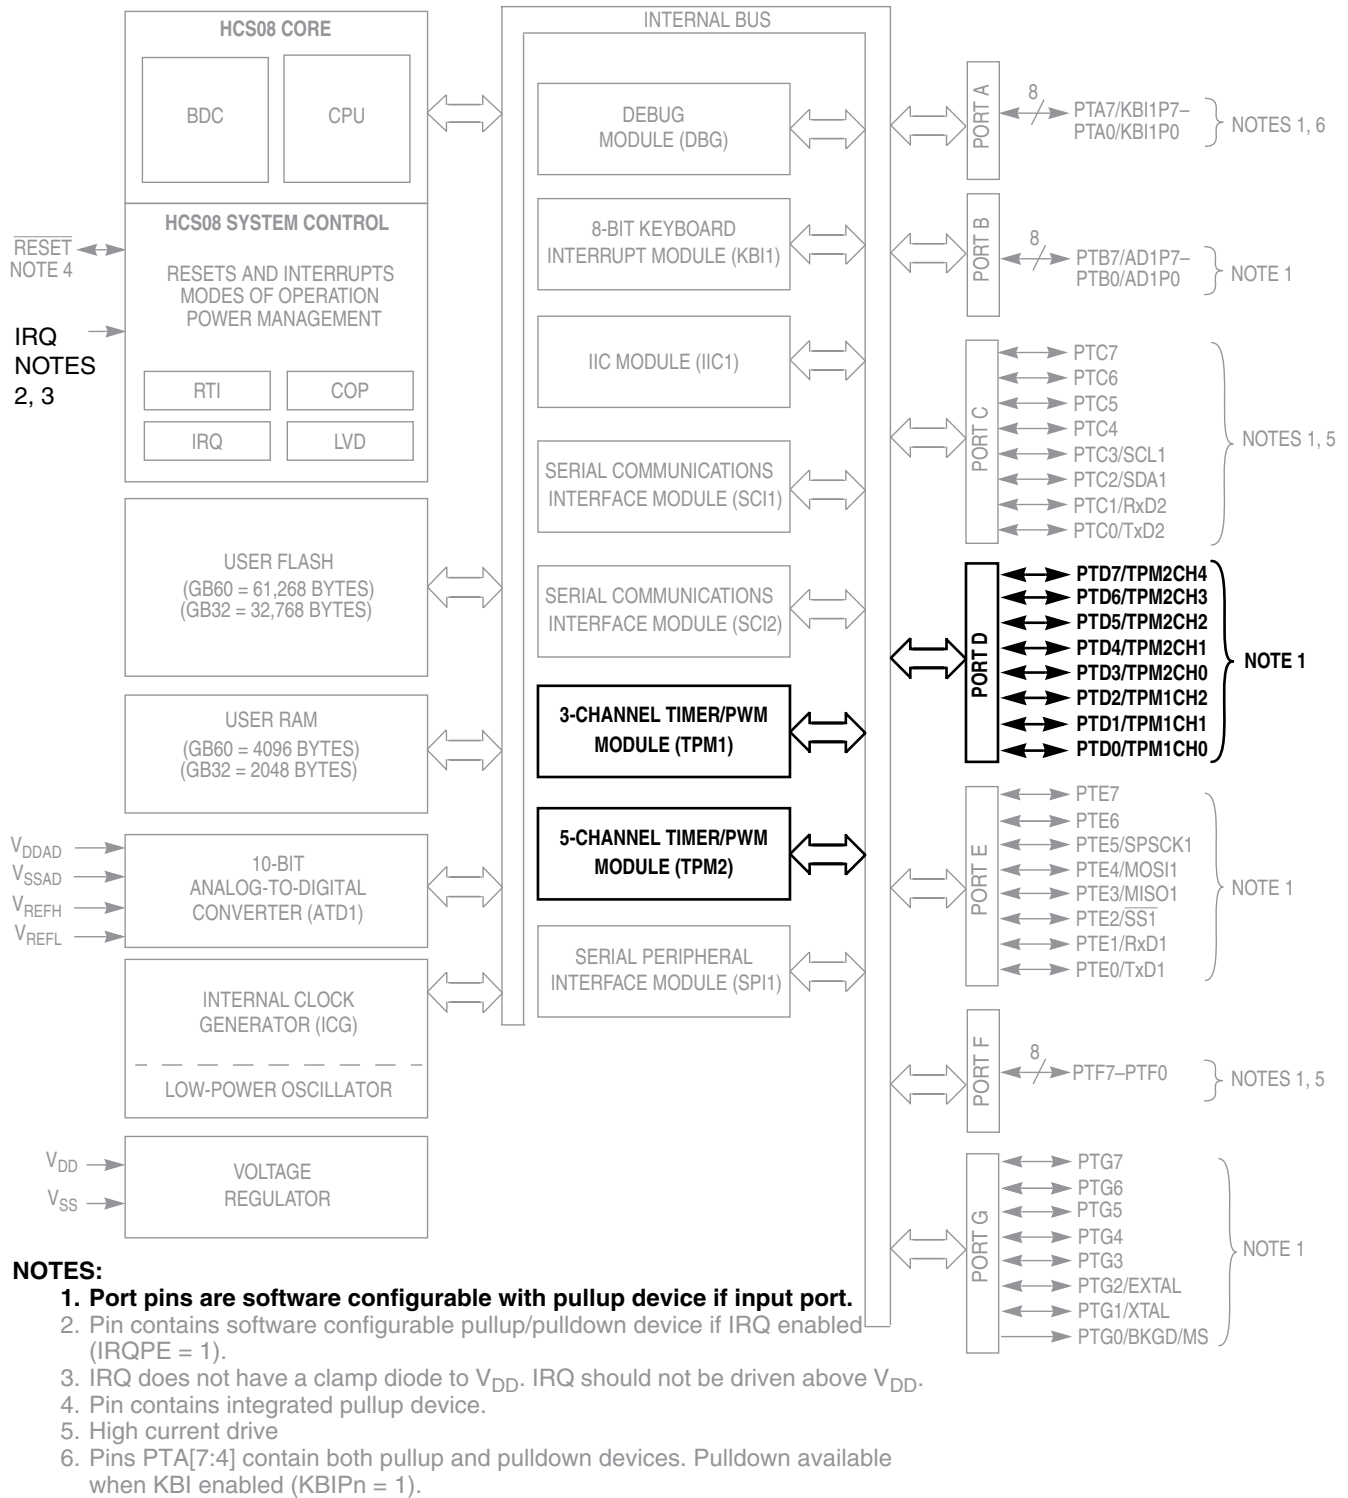 HCS08 CORE
BDC
CPU
HCS08 SYSTEM CONTROL
RESETS AND INTERRUPTS
MODES OF OPERATION
POWER MANAGEMENT
RTI
COP
IRQ
LVD
RESET
NOTE 4
IRQ
NOTES
2, 3
USER FLASH
(GB60 = 61,268 BYTES)
(GB32 = 32,768 BYTES)
USER RAM
(GB60 = 4096 BYTES)
(GB32 = 2048 BYTES)
VDDAD
VSSAD
VREFH
VREFL
10-BIT
ANALOG-TO-DIGITAL
CONVERTER (ATD1)
INTERNAL CLOCK
GENERATOR (ICG)
LOW-POWER OSCILLATOR
VDD
VSS
VOLTAGE
REGULATOR
INTERNAL BUS
DEBUG
MODULE (DBG)
8-BIT KEYBOARD
INTERRUPT MODULE (KBI1)
IIC MODULE (IIC1)
SERIAL COMMUNICATIONS
INTERFACE MODULE (SCI1)
SERIAL COMMUNICATIONS
INTERFACE MODULE (SCI2)
3-CHANNEL TIMER/PWM
MODULE (TPM1)
5-CHANNEL TIMER/PWM
MODULE (TPM2)
SERIAL PERIPHERAL
INTERFACE MODULE (SPI1)
PORT A
8
PTA7/KBI1P7–
PTA0/KBI1P0
NOTES 1, 6
PORT B
8
PTB7/AD1P7–
PTB0/AD1P0
NOTE 1
PORT C
PTC7
PTC6
PTC5
PTC4
PTC3/SCL1
PTC2/SDA1
PTC1/RxD2
PTC0/TxD2
NOTES 1, 5
PORT D
PTD7/TPM2CH4
PTD6/TPM2CH3
PTD5/TPM2CH2
PTD4/TPM2CH1
PTD3/TPM2CH0
PTD2/TPM1CH2
PTD1/TPM1CH1
PTD0/TPM1CH0
NOTE 1
PORT E
PTE7
PTE6
PTE5/SPSCK1
PTE4/MOSI1
PTE3/MISO1
PTE2/SS1
PTE1/RxD1
PTE0/TxD1
NOTE 1
PORT F
8
PTF7–PTF0
NOTES 1, 5
PORT G
PTG7
PTG6
PTG5
PTG4
PTG3
PTG2/EXTAL
PTG1/XTAL
PTG0/BKGD/MS
NOTE 1
NOTES:
1. Port pins are software configurable with pullup device if input port.
2. Pin contains software configurable pullup/pulldown device if IRQ enabled
(IRQPE = 1).
3. IRQ does not have a clamp diode to VDD. IRQ should not be driven above VDD.
4. Pin contains integrated pullup device.
5. High current drive
6. Pins PTA[7:4] contain both pullup and pulldown devices. Pulldown available
when KBI enabled (KBIPn = 1).